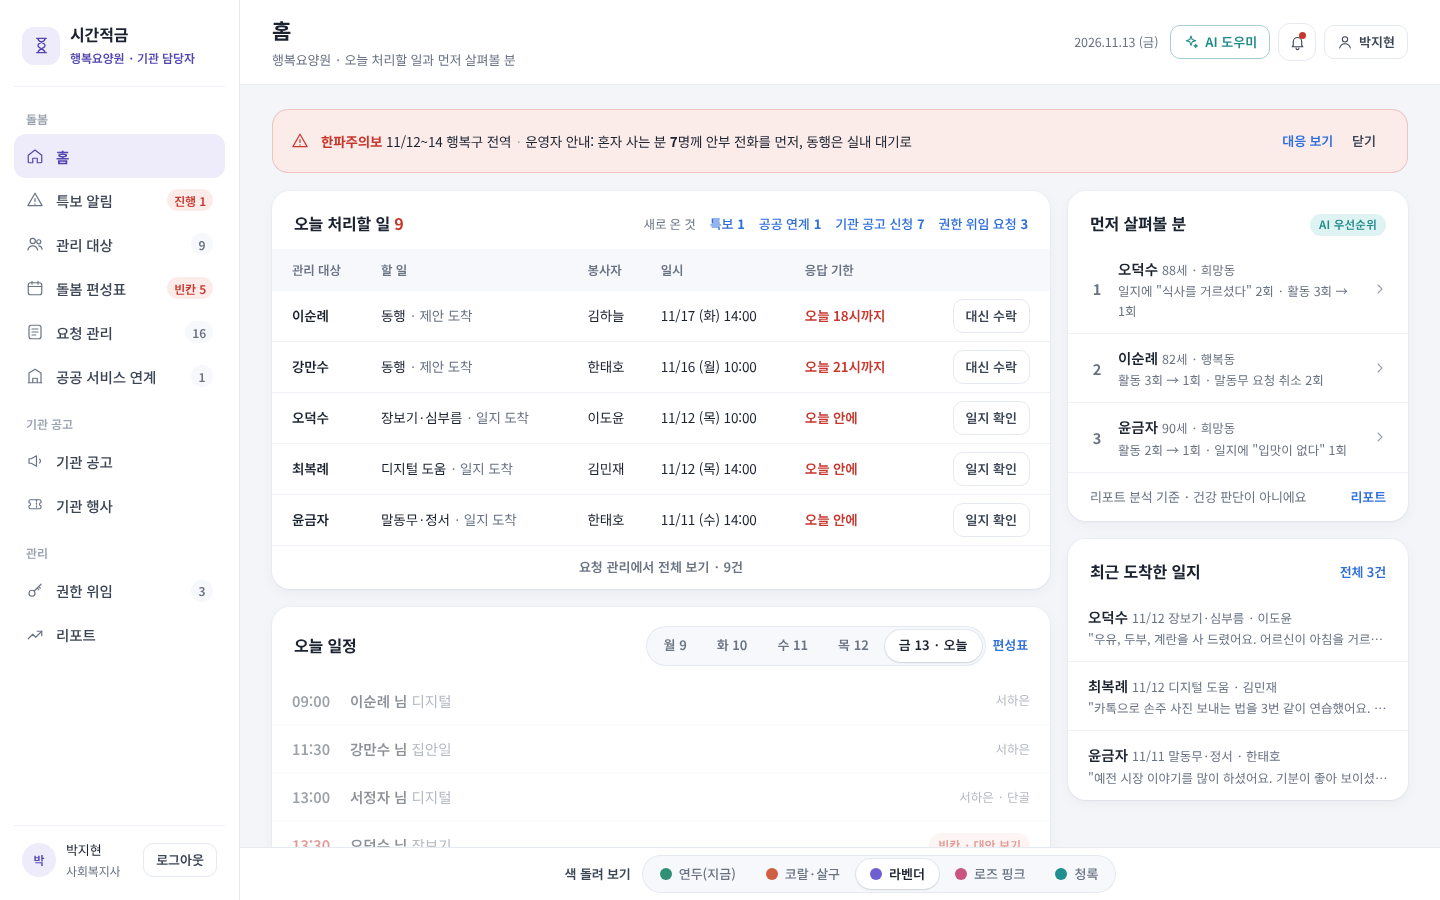 시간적금
행복요양원 · 기관 담당자
돌봄
홈
특보 알림 진행 1
관리 대상 9
돌봄 편성표 빈칸 5
요청 관리 16
공공 서비스 연계 1
기관 공고
기관 공고
기관 행사
관리
권한 위임 3
리포트
박 박지현
사회복지사
로그아웃
홈
행복요양원 · 오늘 처리할 일과 먼저 살펴볼 분
2026.11.13 (금) AI 도우미 박지현
한파주의보 11/12~14 행복구 전역 · 운영자 안내: 혼자 사는 분 7명께 안부 전화를 먼저, 동행은 실내 대기로 대응 보기 닫기
오늘 처리할 일 9 새로 온 것 특보 1 공공 연계 1 기관 공고 신청 7 권한 위임 요청 3
관리 대상 할 일 봉사자 일시 응답 기한
이순례 동행 · 제안 도착 김하늘 11/17 (화) 14:00 오늘 18시까지 대신 수락
강만수 동행 · 제안 도착 한태호 11/16 (월) 10:00 오늘 21시까지 대신 수락
오덕수 장보기·심부름 · 일지 도착 이도윤 11/12 (목) 10:00 오늘 안에 일지 확인
최복례 디지털 도움 · 일지 도착 김민재 11/12 (목) 14:00 오늘 안에 일지 확인
윤금자 말동무·정서 · 일지 도착 한태호 11/11 (수) 14:00 오늘 안에 일지 확인
요청 관리에서 전체 보기 · 9건
오늘 일정 월 9 화 10 수 11 목 12 금 13 · 오늘 편성표
09:00 이순례 님 디지털 서하은
11:30 강만수 님 집안일 서하은
13:00 서정자 님 디지털 서하은 · 단골
13:30 오덕수 님 장보기 빈칸 · 대안 보기
먼저 살펴볼 분 AI 우선순위
1 오덕수 88세 · 희망동
일지에 "식사를 거르셨다" 2회 · 활동 3회 →
1회
2 이순례 82세 · 행복동
활동 3회 → 1회 · 말동무 요청 취소 2회
3 윤금자 90세 · 희망동
활동 2회 → 1회 · 일지에 "입맛이 없다" 1회
리포트 분석 기준 · 건강 판단이 아니에요 리포트
최근 도착한 일지 전체 3건
오덕수 11/12 장보기·심부름 · 이도윤
"우유, 두부, 계란을 사 드렸어요. 어르신이 아침을 거르…
최복례 11/12 디지털 도움 · 김민재
"카톡으로 손주 사진 보내는 법을 3번 같이 연습했어요. …
윤금자 11/11 말동무·정서 · 한태호
"예전 시장 이야기를 많이 하셨어요. 기분이 좋아 보이셨…
색 돌려 보기 연두(지금) 코랄·살구 라벤더 로즈 핑크 청록